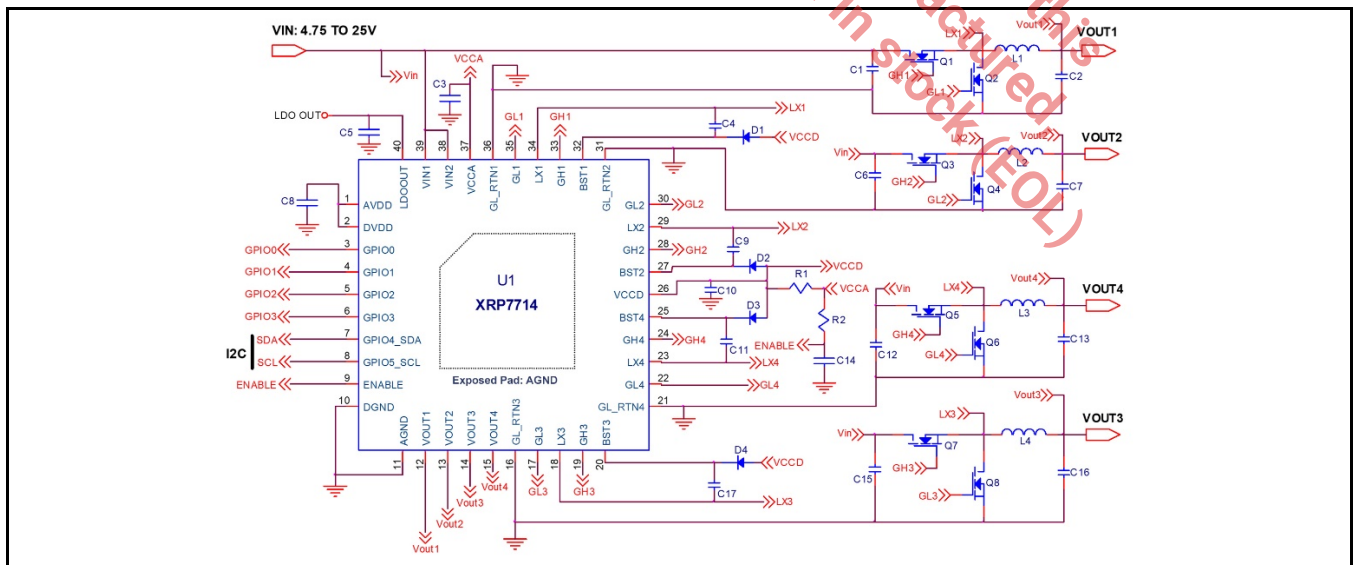 VIN: 4.75 TO 25V
Vin
VCCA
C3
LDO OUT
C5
GL1
GH1
C4
LX1
D1
VCCD
C1
GH1
Q1
LX1
GL1
Q2
L1
Vout1
C2
VOUT1
Vin
C6
GH2
Q3
LX2
GL2
Q4
L2
Vout2
C7
VOUT2
this
actured
in stock (EOL)
40 39 38 37 36 35 34 33 32 31
LDOOUT
VIN1
VIN2
VCCA
GL_RTN1
GL1
LX1
GH1
BST1
GL_RTN2
C8
1 AVDD
2 DVDD
GPIO0 3 GPIO0
GPIO1 4 GPIO1
GPIO2 5 GPIO2
GPIO3 6 GPIO3
I2C
SDA 7 GPIO4_SDA
SCL 8 GPIO5_SCL
ENABLE 9 ENABLE
10 DGND
U1
XRP7714
Exposed Pad: AGND
GL2 30 GL2
LX2 29 LX2
C9
GH2 28 GH2
BST2 27
D2
VCCD
VCCD 26
C10
R1
VCCA
BST4 25
D3
R2
GH4 24 GH4
C11
ENABLE
C14
LX4 23 LX4
GL4 22 GL4
GL_RTN4 21
Vin
C12
GH4
Q5
LX4
GL4
Q6
L3
Vout4
C13
VOUT4
AGND
VOUT1
VOUT2
VOUT3
VOUT4
GL_RTN3
GL3
LX3
GH3
BST3
11 12 13 14 15 16 17 18 19 20
Vout1
Vout2
Vout3
Vout4
GL3
GH3
D4
VCCD
C17
LX3
Vin
C15
GH3
Q7
LX3
GL3
Q8
L4
Vout3
C16
VOUT3